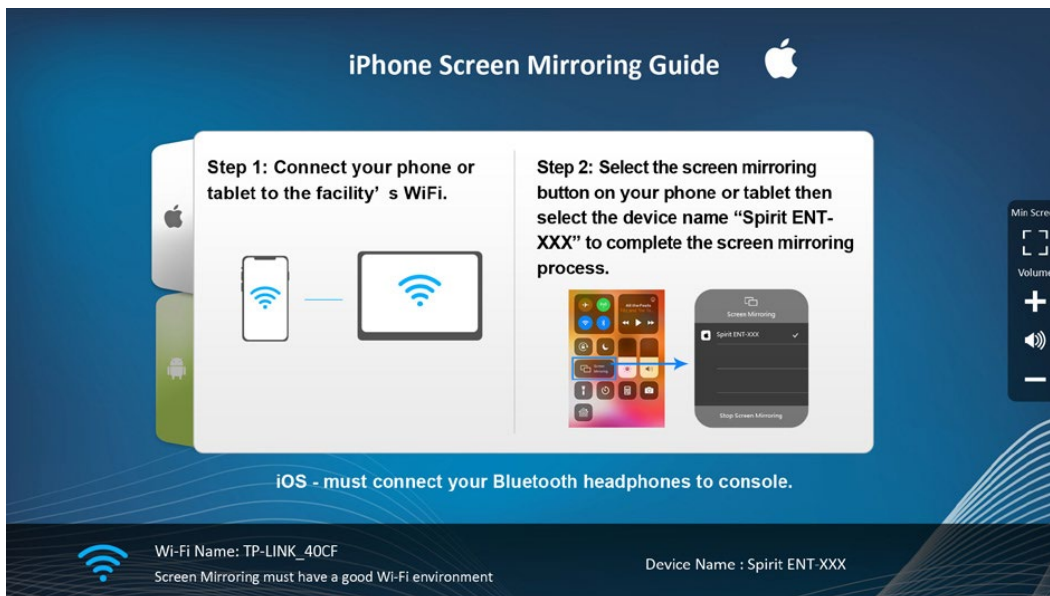 iPhone Screen Mirroring Guide
Step 1: Connect your phone or
tablet to the facility’ s WiFi.
Step 2: Select the screen mirroring
button on your phone or tablet then
select the device name “Spirit ENT-
XXX” to complete the screen mirroring
process.
Screen
Mirroring
Screen Mirroring
Spirit ENT-XXX
Stop Screen Mirroring
Min Scree
Volume
iOS - must connect your Bluetooth headphones to console.
Wi-Fi Name: TP-LINK_40CF
Screen Mirroring must have a good Wi-Fi environment
Device Name : Spirit ENT-XXX